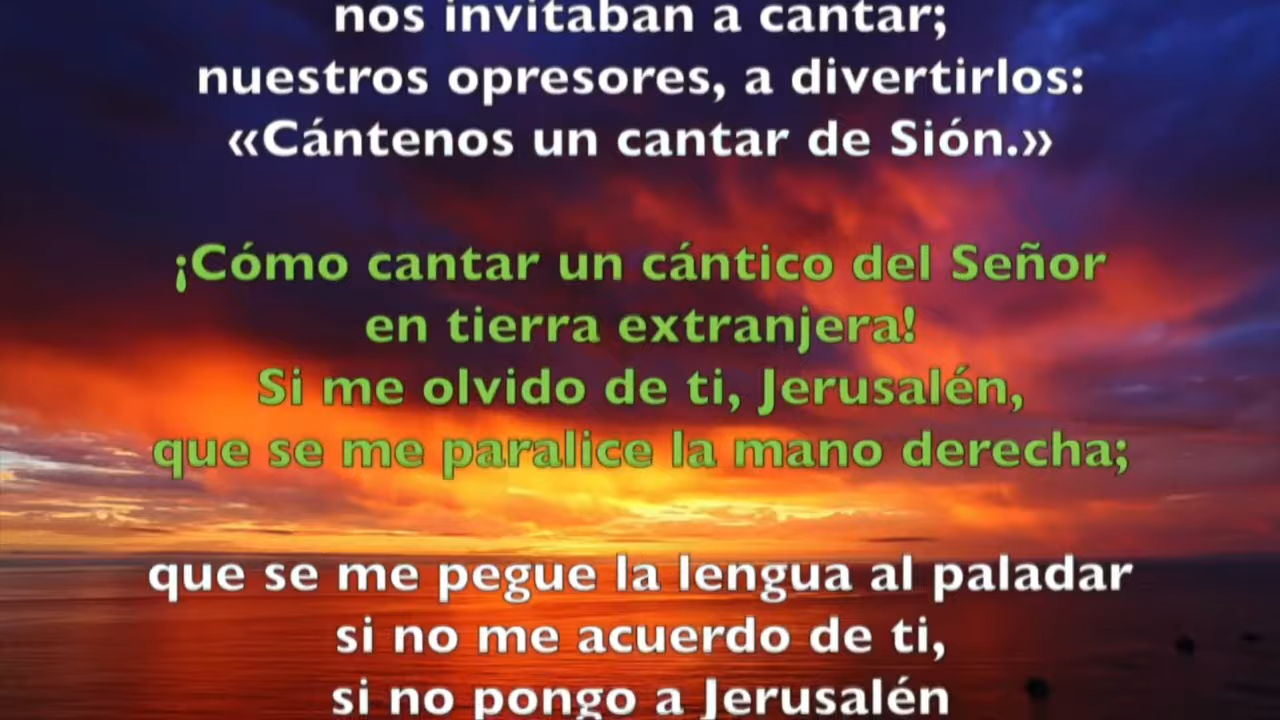 nos invitaban a cantar;
nuestros opresores, a divertirlos:
«Cántenos un cantar de Sión.»
¡Cómo cantar un cántico del Señor
en tierra extranjera!
Si me olvido de ti, Jerusalén,
que se me paralice la mano derecha;
que se me pegue la lengua al paladar
si no me acuerdo de ti,
si no pongo a Jerusalén